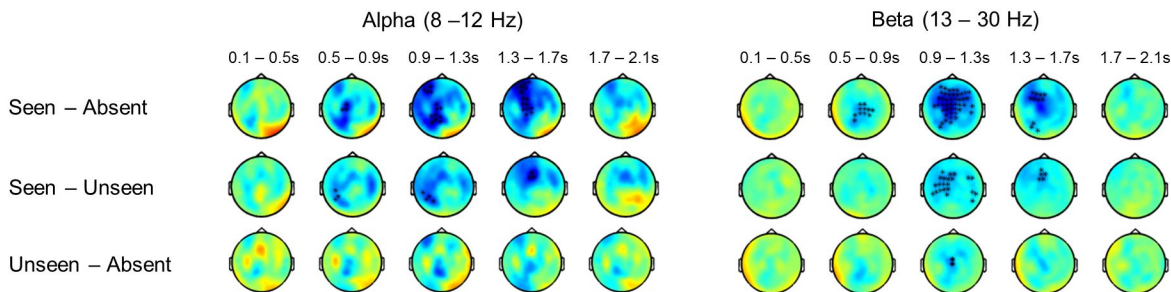 Alpha (8 –12 Hz) Beta (13 – 30 Hz)
0.1 – 0.5s 0.5 – 0.9s 0.9 – 1.3s 1.3 – 1.7s 1.7 – 2.1s 0.1 – 0.5s 0.5 – 0.9s 0.9 – 1.3s 1.3 – 1.7s 1.7 – 2.1s
Seen – Absent
Seen – Unseen
Unseen – Absent